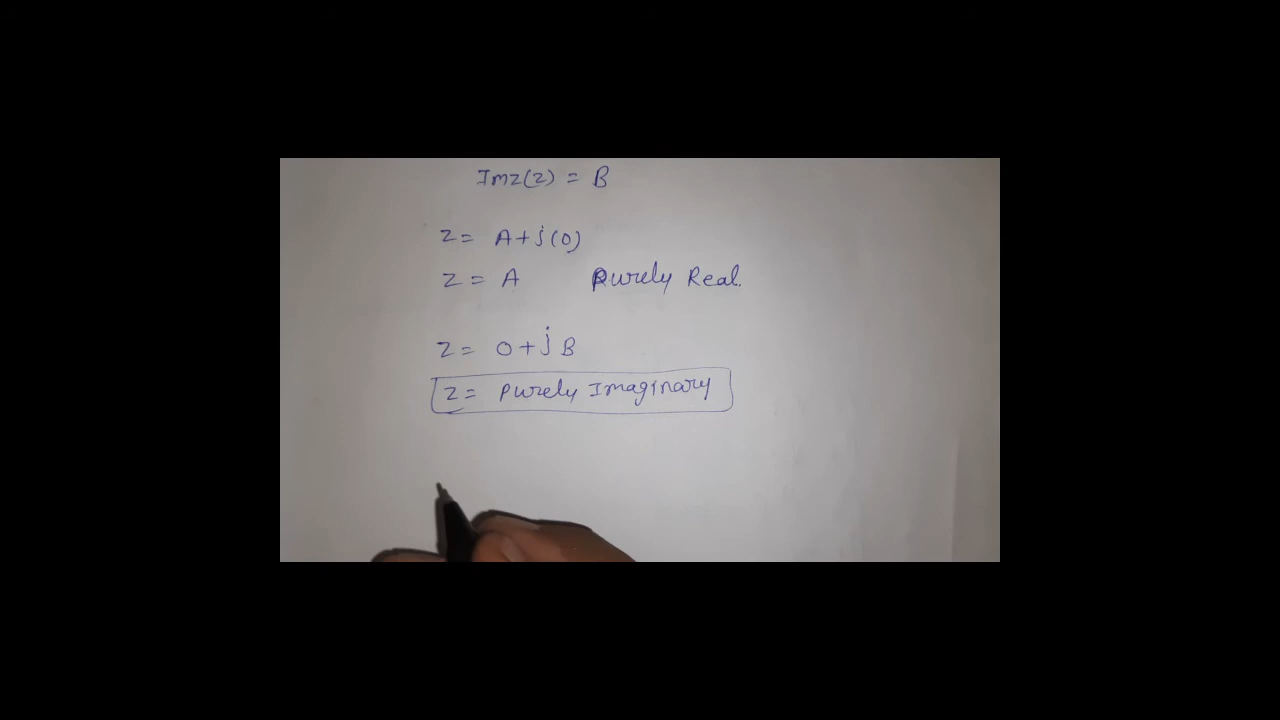 Imz(z) = B
z = A+j(0)
z = A Purely Real.
z = 0+jB
z = Purely Imaginary